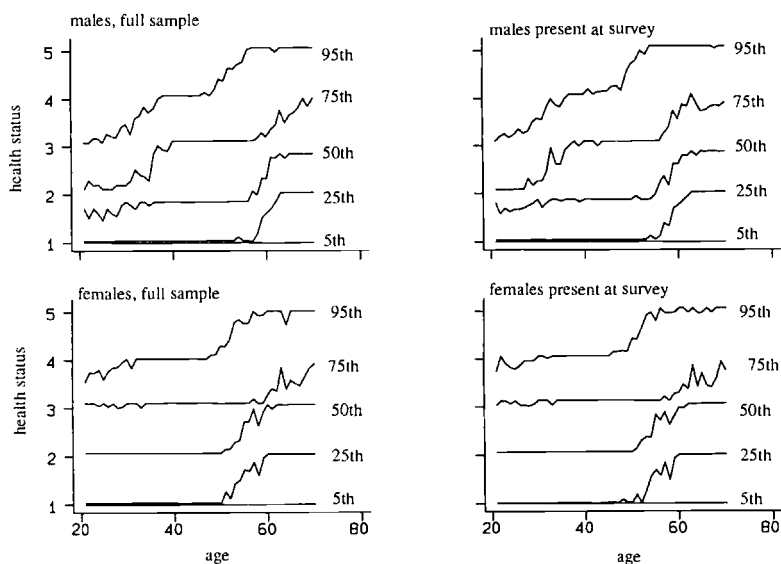 males, full sample
5
4
3
2
1
health status
95th
75th
50th
25th
5th
males present at survey
95th
75th
50th
25th
5th
females, full sample
5
4
3
2
1
health status
95th
75th
50th
25th
5th
20
40
60
80
age
females present at survey
95th
75th
50th
25th
5th
20
40
60
80
age